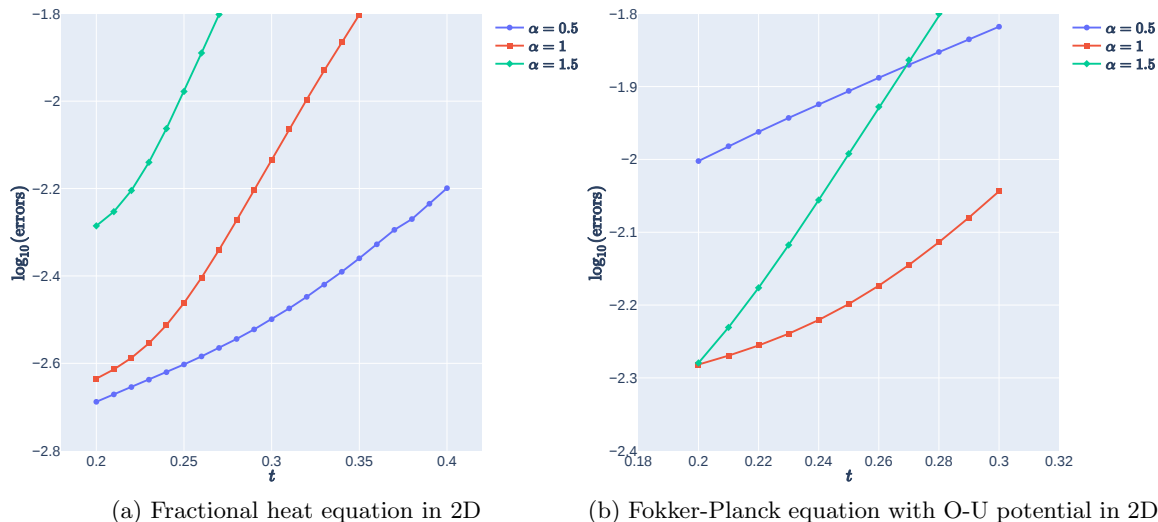 −1.8
−2
−2.2
−2.4
−2.6
−2.8
0.2
0.25
0.3
0.35
0.4
t
log₁₀(errors)
α = 0.5
α = 1
α = 1.5
(a) Fractional heat equation in 2D
−1.8
−1.9
−2
−2.1
−2.2
−2.3
−2.4
0.18
0.2
0.22
0.24
0.26
0.28
0.3
0.32
t
log₁₀(errors)
α = 0.5
α = 1
α = 1.5
(b) Fokker-Planck equation with O-U potential in 2D